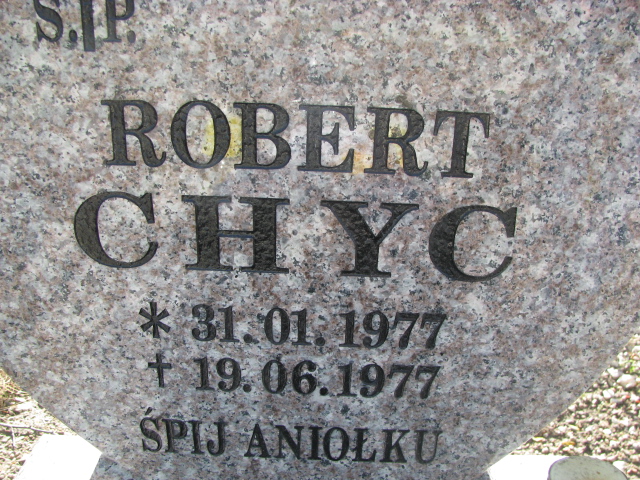 Ś.†P.
ROBERT
CHYC
* 31.01.1977
† 19.06.1977
ŚPIJ ANIOŁKU